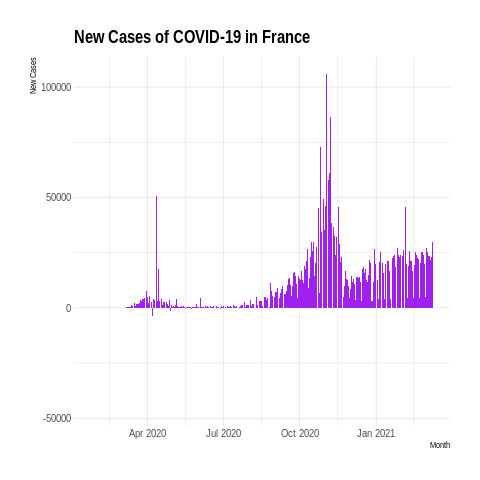 New Cases of COVID-19 in France
New Cases
100000
50000
0
-50000
Apr 2020 Jul 2020 Oct 2020 Jan 2021
Month